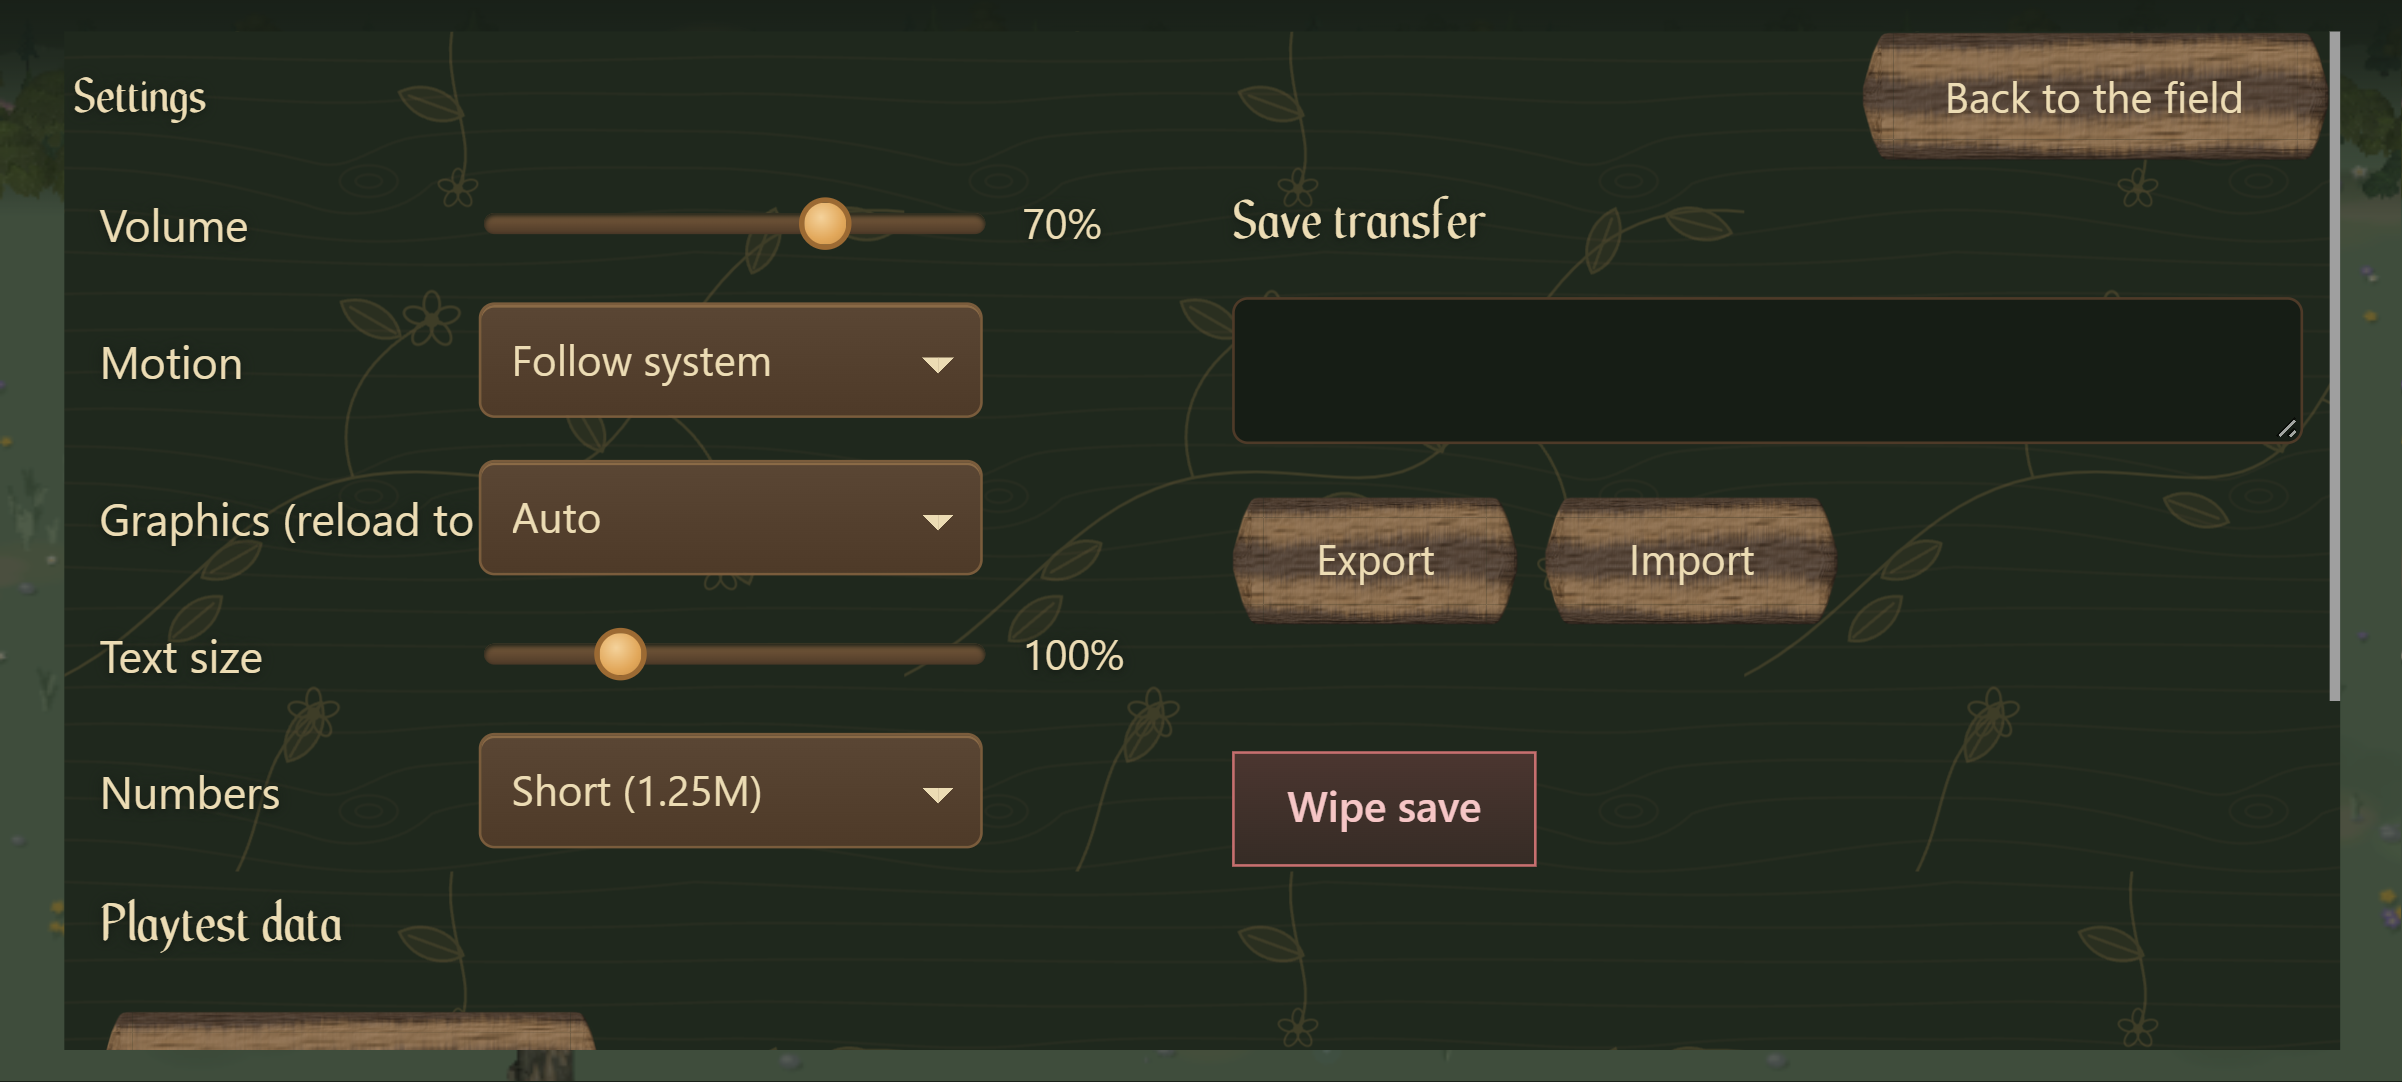 Settings
Back to the field
Volume
70%
Motion
Follow system
Graphics (reload to
Auto
Text size
100%
Numbers
Short (1.25M)
Playtest data
Save transfer
Export
Import
Wipe save